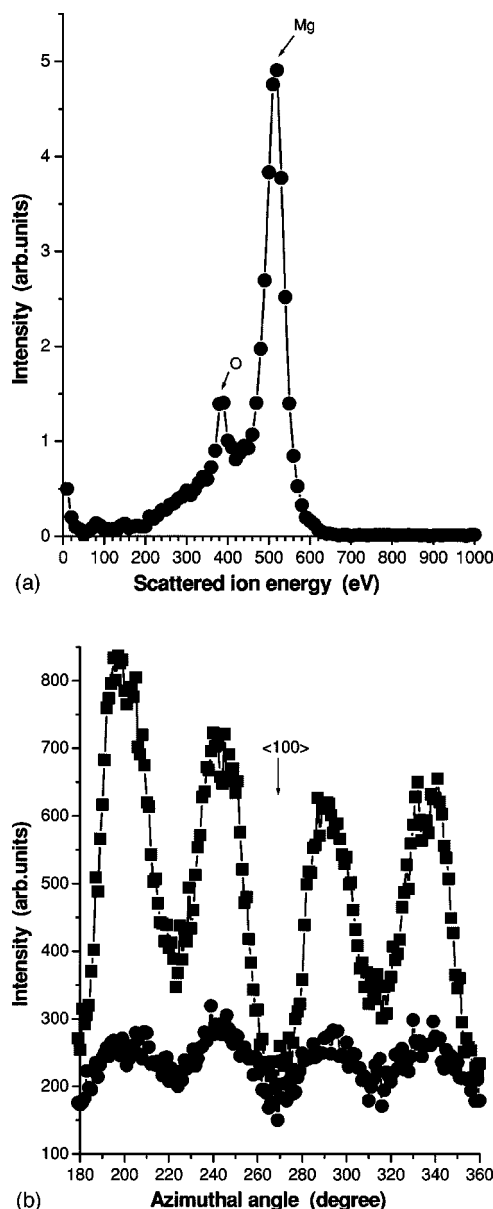 Mg
O
5
4
3
2
1
0
Intensity (arb.units)
0 100 200 300 400 500 600 700 800 900 1000
Scattered ion energy (eV)
(a)
<100>
800
700
600
500
400
300
200
100
Intensity (arb.units)
180 200 220 240 260 280 300 320 340 360
Azimuthal angle (degree)
(b)